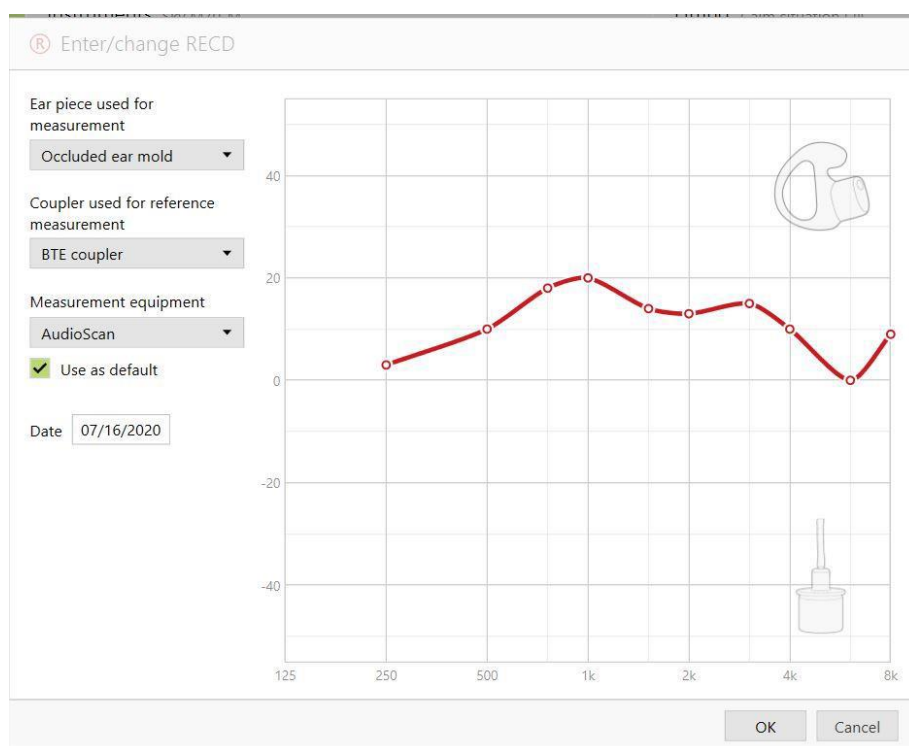 ® Enter/change RECD
Ear piece used for
measurement
Occluded ear mold
Coupler used for reference
measurement
BTE coupler
Measurement equipment
AudioScan
Use as default
Date 07/16/2020
40
20
0
-20
-40
125 250 500 1k 2k 4k 8k
OK Cancel